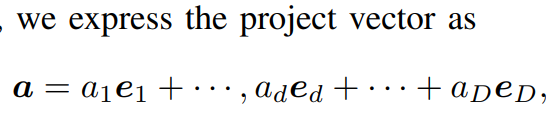 , we express the project vector as
a = a₁e₁ + ⋯ , a_d e_d + ⋯ + a_D e_D,